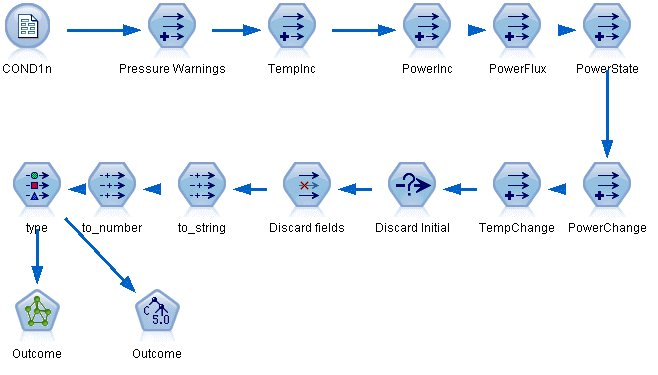 COND1n
Pressure Warnings
TempInc
PowerInc
PowerFlux
PowerState
type
to_number
to_string
Discard fields
Discard Initial
TempChange
PowerChange
C 5.0
Outcome
Outcome